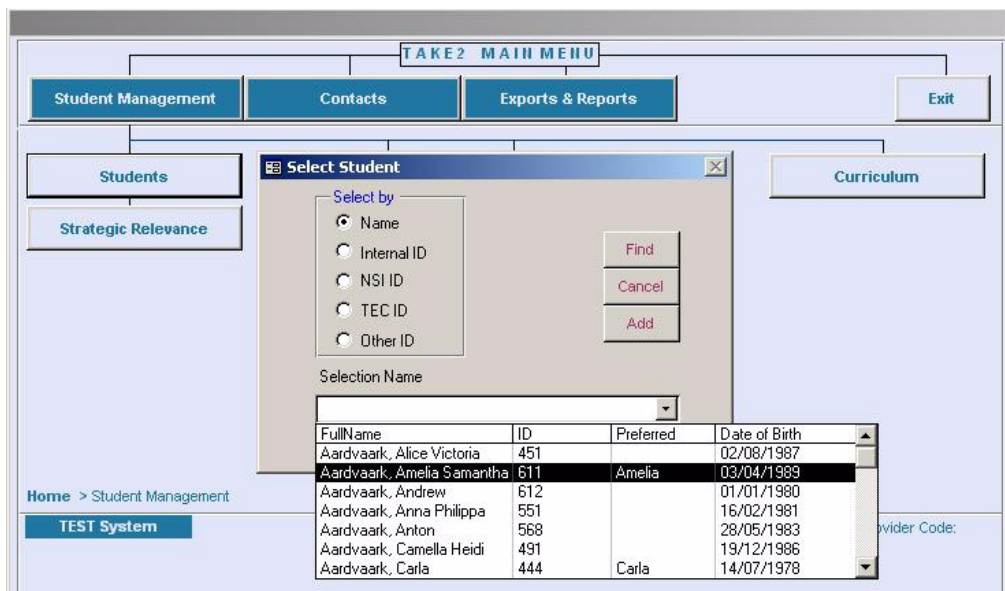 TAKE2 MAIN MENU
Student Management Contacts Exports & Reports Exit
Students
Curriculum
Strategic Relevance
Select Student
Select by
Name
Internal ID
NSI ID
TEC ID
Other ID
Find
Cancel
Add
Selection Name
FullName ID Preferred Date of Birth
Aardvaark, Alice Victoria 451 02/08/1987
Aardvaark, Amelia Samantha 611 Amelia 03/04/1989
Aardvaark, Andrew 612 01/01/1980
Aardvaark, Anna Philippa 551 16/02/1981
Aardvaark, Anton 568 28/05/1983
Aardvaark, Camella Heidi 491 19/12/1986
Aardvaark, Carla 444 Carla 14/07/1978
Home > Student Management
TEST System
Code: